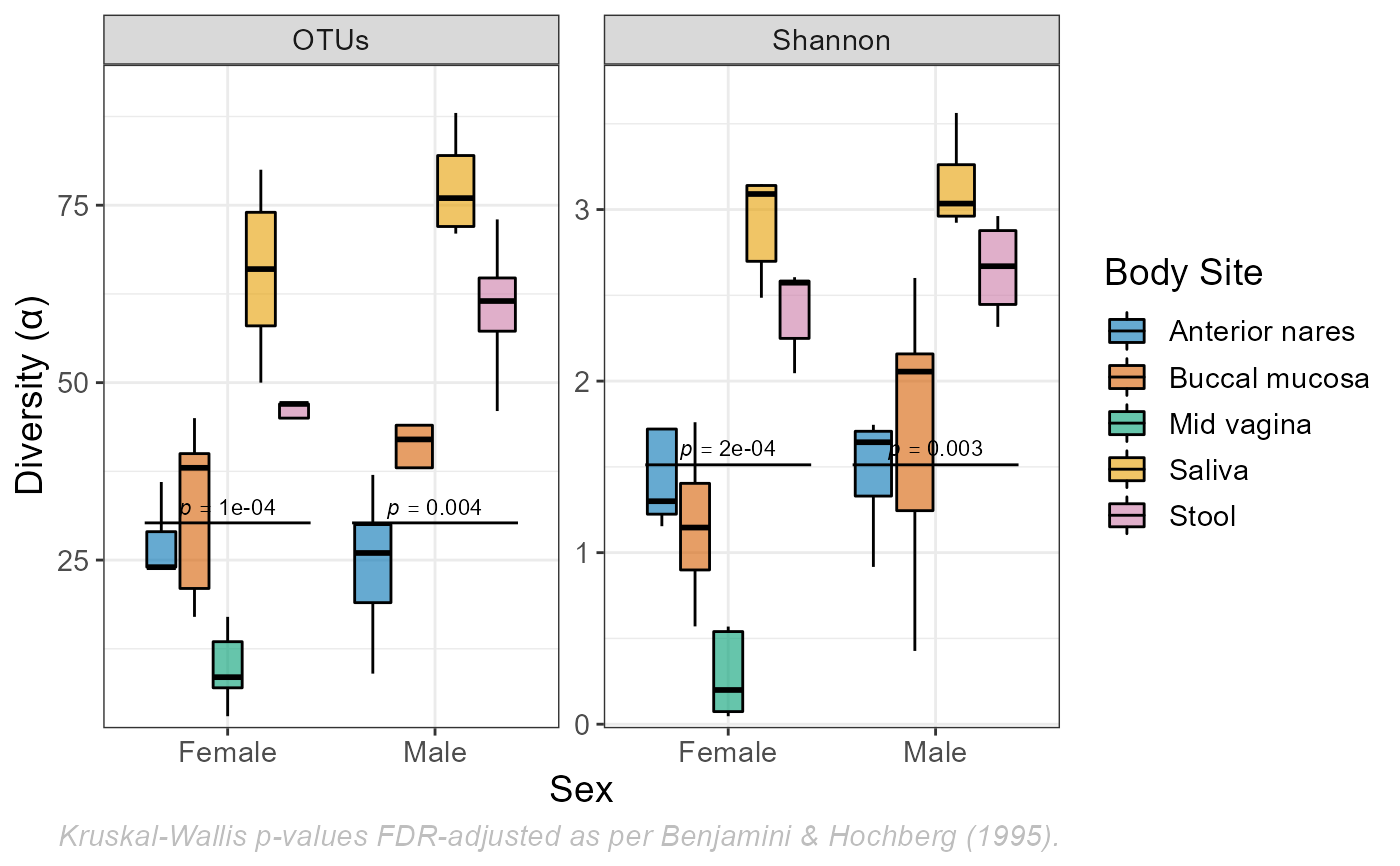 OTUs
Shannon
Diversity (α)
75
50
25
3
2
1
0
p = 1e-04
p = 0.004
p = 2e-04
p = 0.003
Female
Male
Female
Male
Sex
Body Site
Anterior nares
Buccal mucosa
Mid vagina
Saliva
Stool
Kruskal-Wallis p-values FDR-adjusted as per Benjamini & Hochberg (1995).